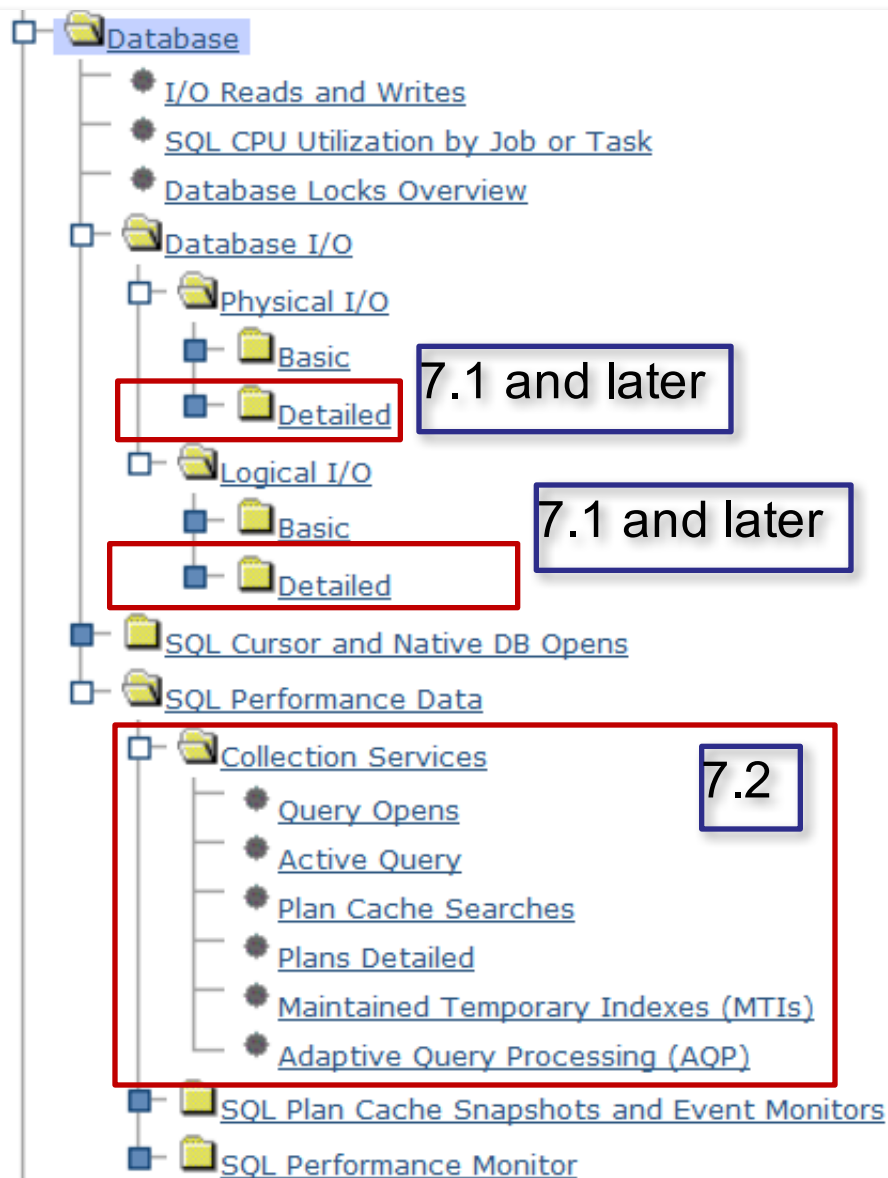 Database
I/O Reads and Writes
SQL CPU Utilization by Job or Task
Database Locks Overview
Database I/O
Physical I/O
Basic
7.1 and later
Detailed
Logical I/O
Basic
7.1 and later
Detailed
SQL Cursor and Native DB Opens
SQL Performance Data
Collection Services
7.2
Query Opens
Active Query
Plan Cache Searches
Plans Detailed
Maintained Temporary Indexes (MTIs)
Adaptive Query Processing (AQP)
SQL Plan Cache Snapshots and Event Monitors
SQL Performance Monitor